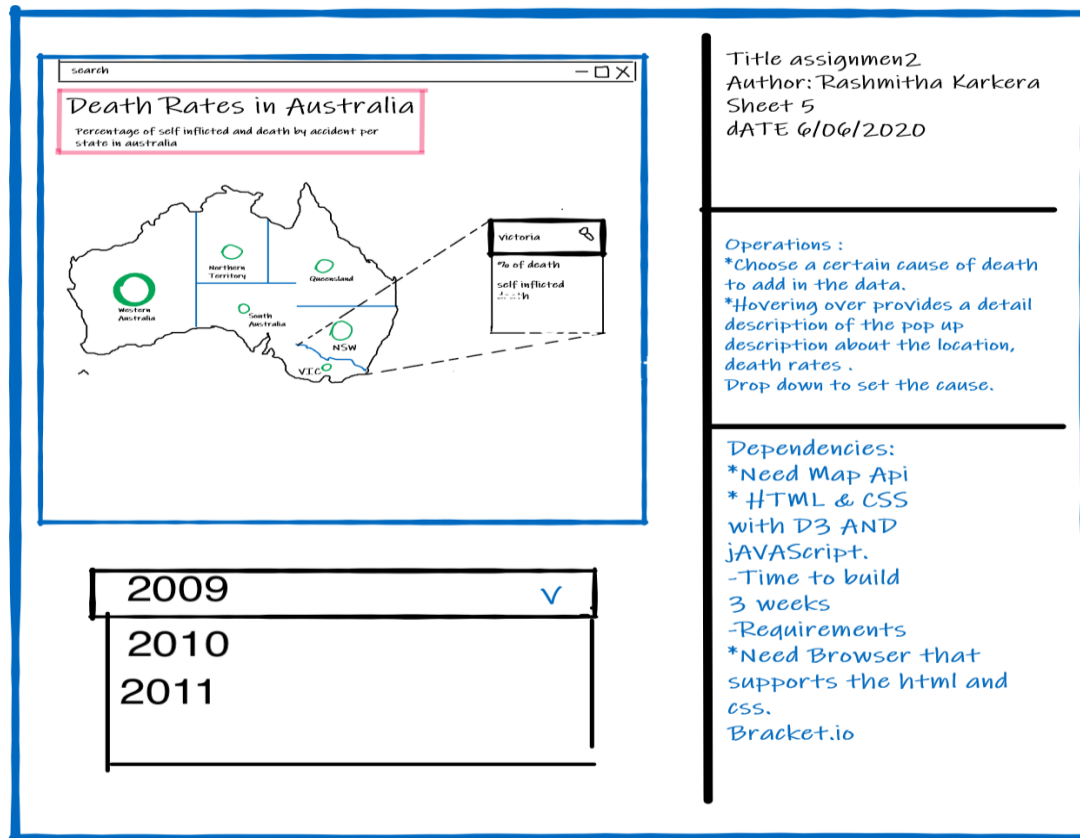 search
Death Rates in Australia
Percentage of self inflicted and death by accident per
state in australia
Northern
Territory
Queensland
Western
Australia
South
Australia
NSW
VIC
victoria
% of death
self inflicted
2009
2010
2011
Title assignmen2
Author: Rashmitha Karkera
Sheet 5
dATE 6/06/2020
Operations :
*Choose a certain cause of death
to add in the data.
*Hovering over provides a detail
description of the pop up
description about the location,
death rates .
Drop down to set the cause.
Dependencies:
*Need Map Api
* HTML & CSS
with D3 AND
jAVAScript.
-Time to build
3 weeks
-Requirements
*Need Browser that
supports the html and
css.
Bracket.io